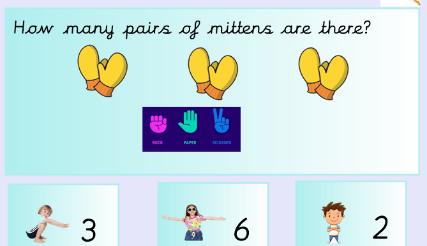 How many pairs of mittens are there?
ROCK PAPER SCISSORS
3 6 2